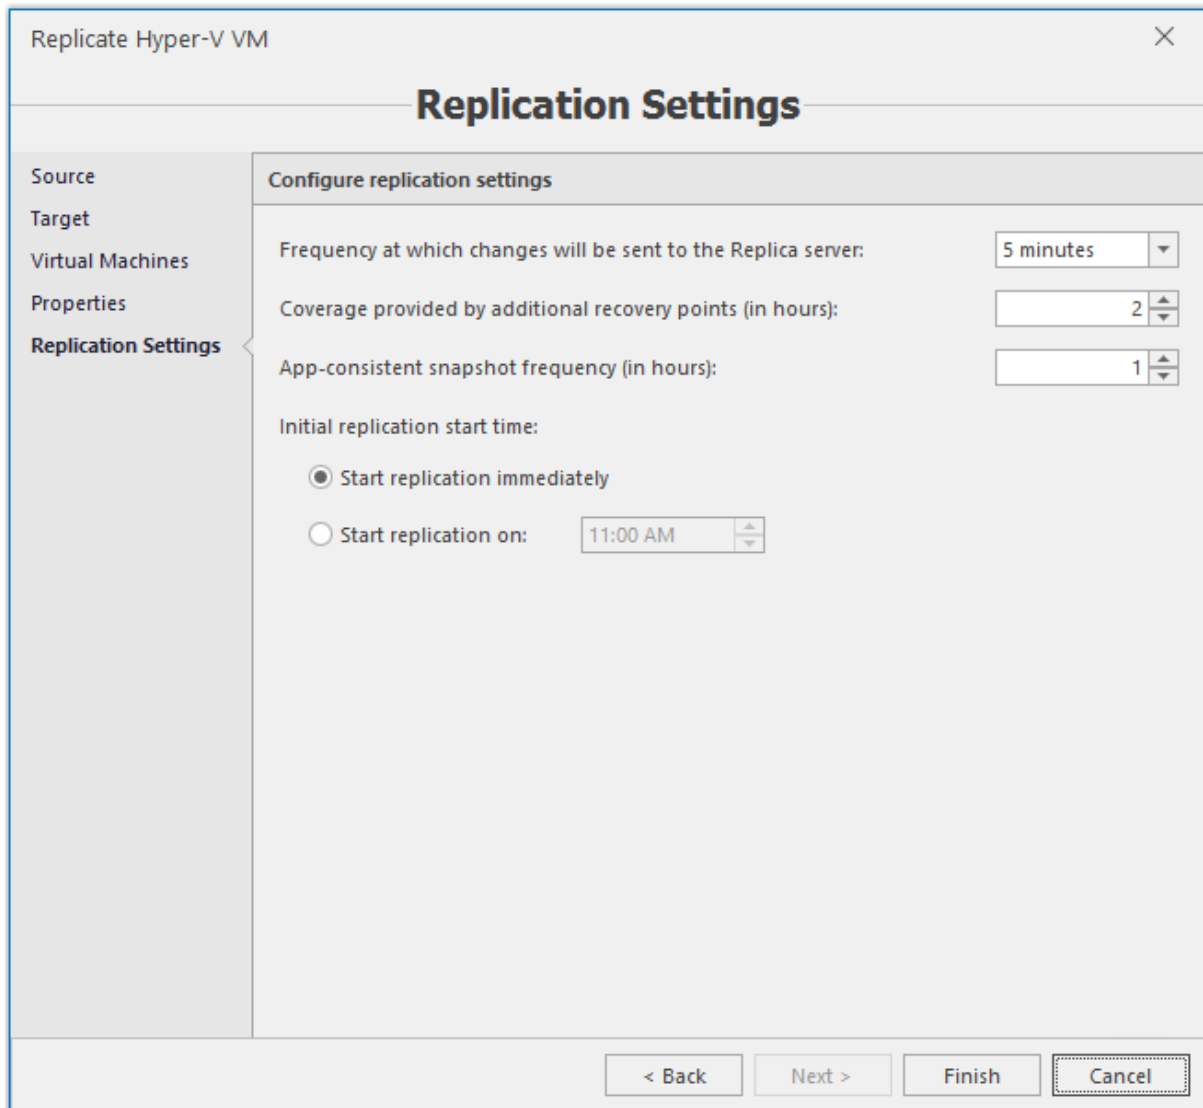 Replicate Hyper-V VM
Replication Settings
Source
Target
Virtual Machines
Properties
Replication Settings
Configure replication settings
Frequency at which changes will be sent to the Replica server: 5 minutes
Coverage provided by additional recovery points (in hours): 2
App-consistent snapshot frequency (in hours): 1
Initial replication start time:
Start replication immediately
Start replication on: 11:00 AM
< Back Next > Finish Cancel